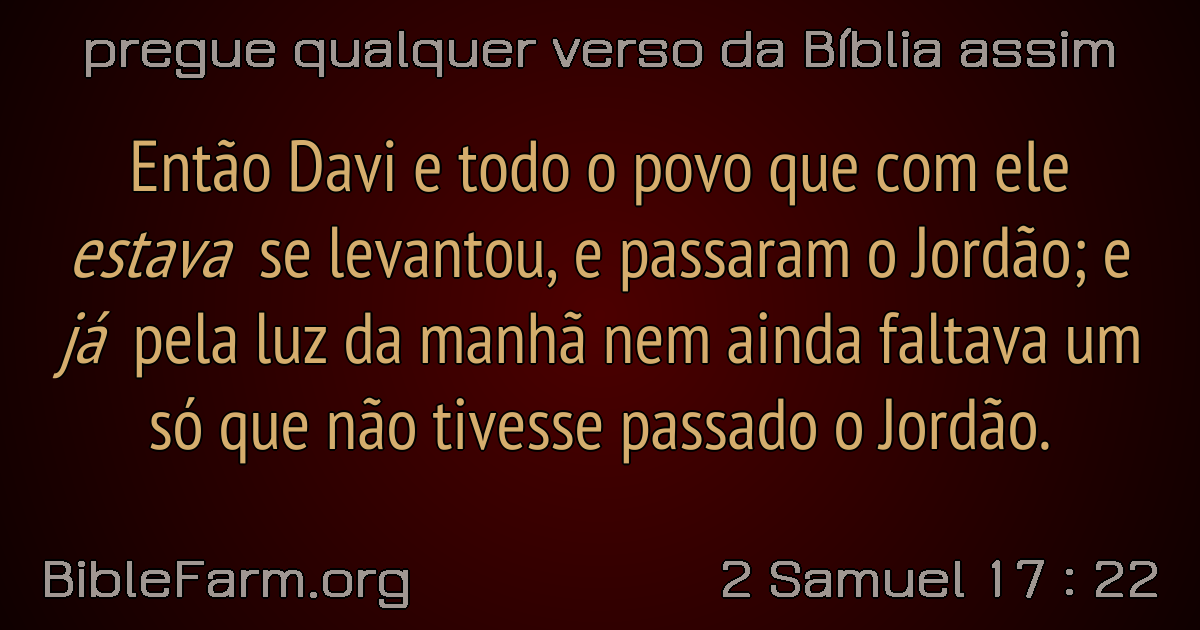 pregue qualquer verso da Bíblia assim
Então Davi e todo o povo que com ele
estava se levantou, e passaram o Jordão; e
já pela luz da manhã nem ainda faltava um
só que não tivesse passado o Jordão.
BibleFarm.org
2 Samuel 17 : 22